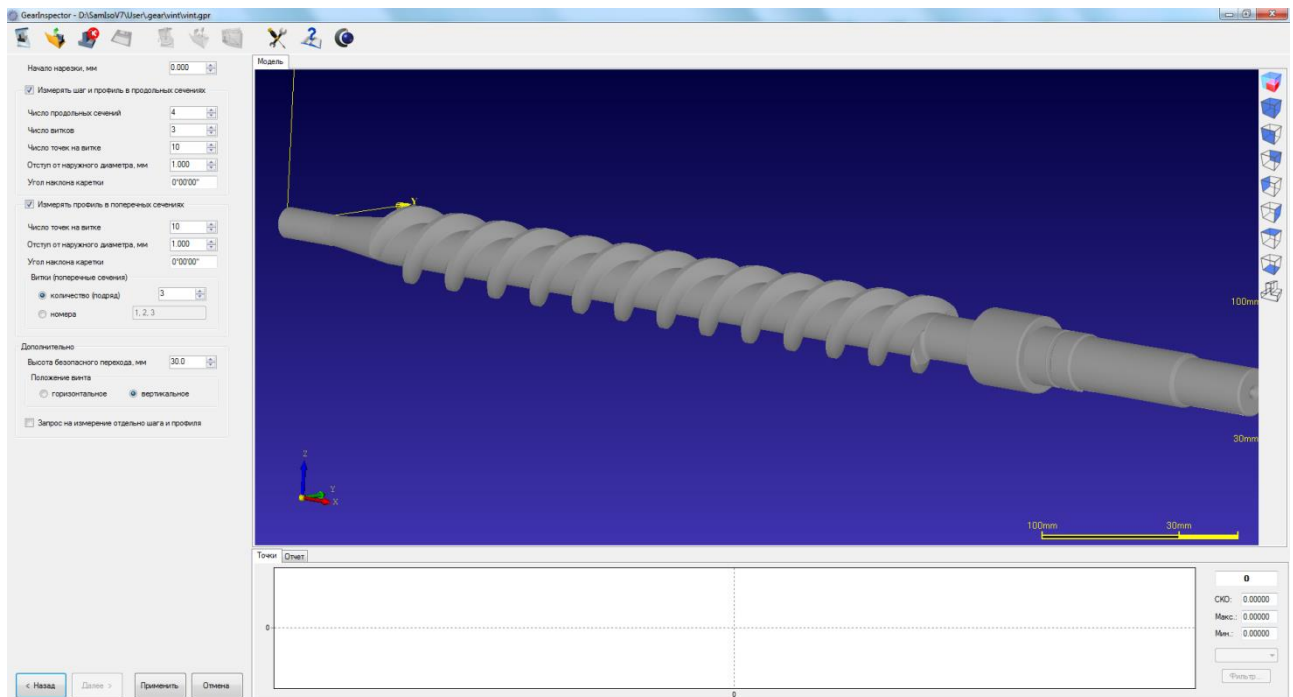 GearInspector - D:\SamIsoV7\User\.gear\vint\vint.gpr
Начало нарезки, мм 0.000
Измерять шаг и профиль в продольных сечениях
Число продольных сечений 4
Число витков 3
Число точек на витке 10
Отступ от наружного диаметра, мм 1.000
Угол наклона каретки 0°00'00"
Измерять профиль в поперечных сечениях
Число точек на витке 10
Отступ от наружного диаметра, мм 1.000
Угол наклона каретки 0°00'00"
Витки (поперечные сечения)
количество (подряд) 3
номера 1, 2, 3
Дополнительно
Высота безопасного перехода, мм 30.0
Положение винта
горизонтальное вертикальное
Запрос на измерение отдельно шага и профиля
< Назад Далее > Применить Отмена
Модель
Y
100mm
30mm
Z
Y
X
100mm 30mm
Точки Отчет
0
0
0
СКО: 0.00000
Макс.: 0.00000
Мин.: 0.00000
Фильтр...